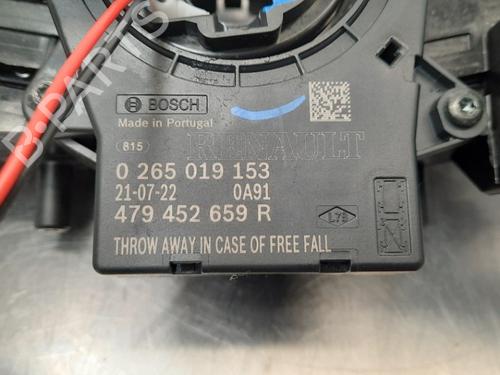 BOSCH
Made in Portugal
815
RENAULT
0 265 019 153
21-07-22 0A91
479 452 659 R
THROW AWAY IN CASE OF FREE FALL
B-PARTS